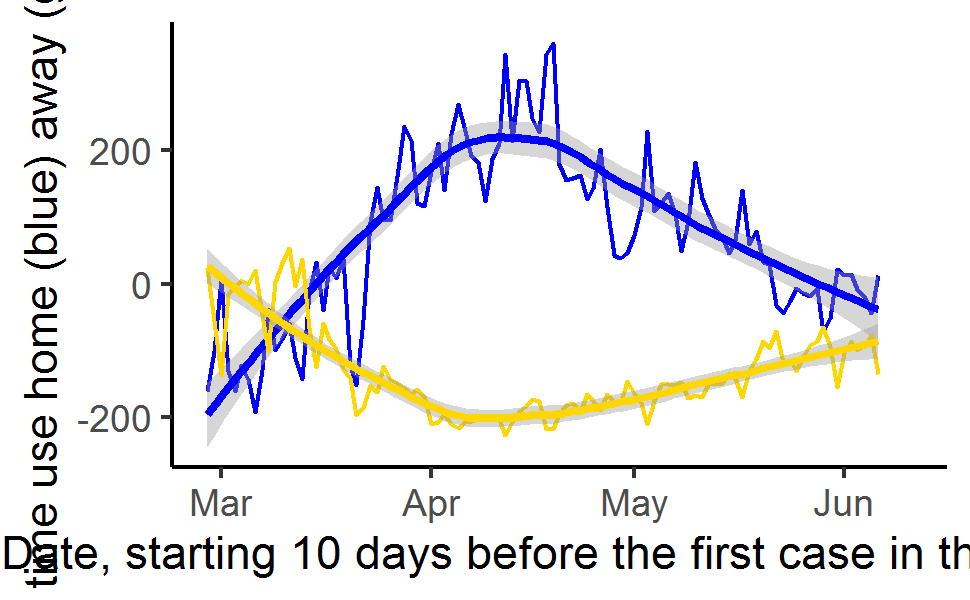 time use home (blue) away (
200
0
-200
Mar Apr May Jun
Date, starting 10 days before the first case in th